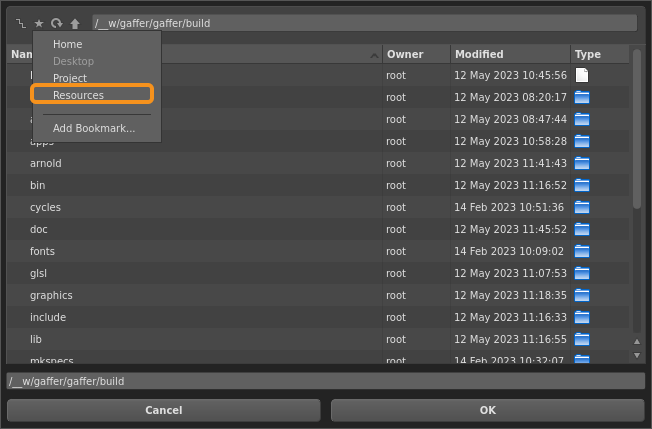 /__w/gaffer/gaffer/build
Owner Modified Type
Home
Desktop
Project
Resources
Add Bookmark...
root 12 May 2023 10:45:56
root 12 May 2023 08:20:17
root 12 May 2023 08:47:44
apps root 12 May 2023 10:58:28
arnold root 12 May 2023 11:41:43
bin root 12 May 2023 11:16:52
cycles root 14 Feb 2023 10:51:36
doc root 12 May 2023 11:45:52
fonts root 14 Feb 2023 10:09:02
glsl root 12 May 2023 11:07:53
graphics root 12 May 2023 11:18:35
include root 12 May 2023 11:16:33
lib root 12 May 2023 11:16:55
mkspecs root 14 Feb 2023 10:32:07
/__w/gaffer/gaffer/build
Cancel OK